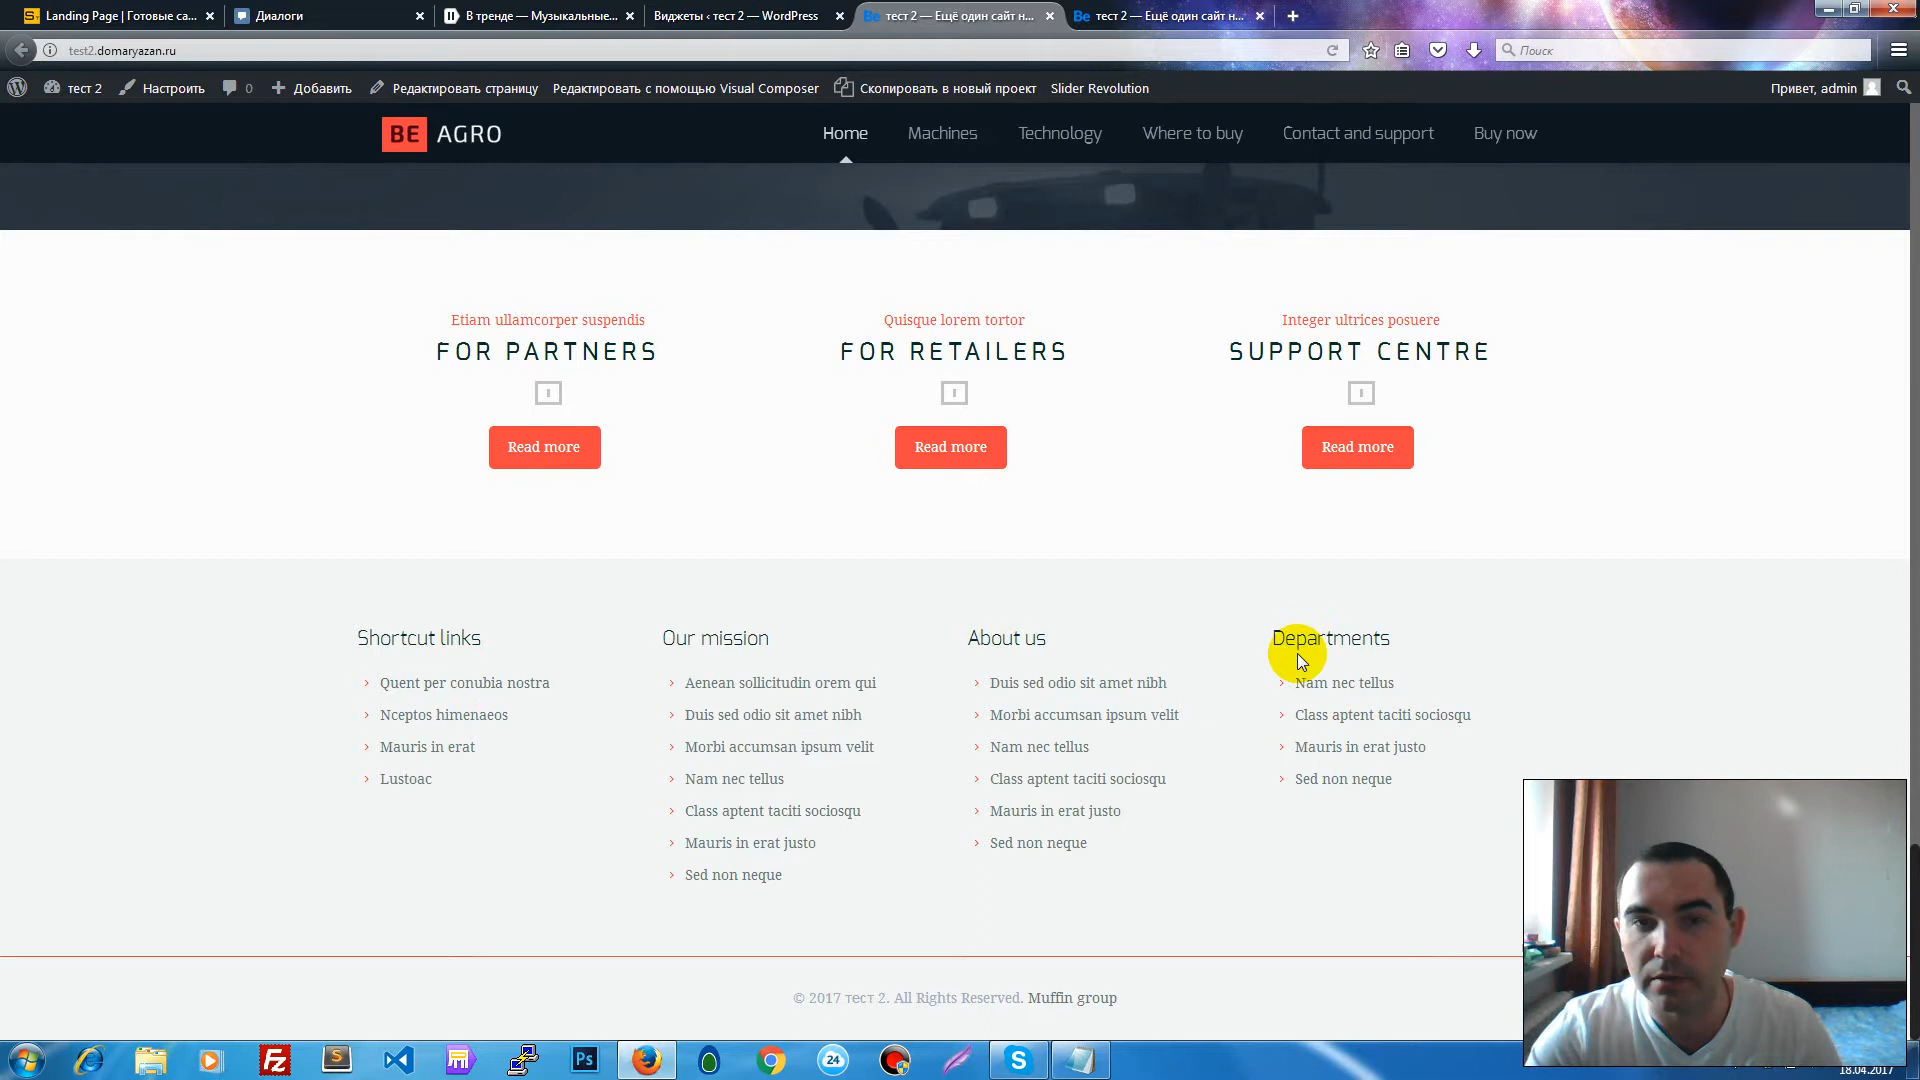 Landing Page | Готовые са...
Диалоги
В тренде — Музыкальные...
Виджеты ‹ тест 2 — WordPress
Be тест 2 — Ещё один сайт н...
Be тест 2 — Ещё один сайт н...
test2.domaryazan.ru
Поиск
тест 2
Настроить
0
Добавить
Редактировать страницу
Редактировать с помощью Visual Composer
Скопировать в новый проект
Slider Revolution
Привет, admin
BE AGRO
Home
Machines
Technology
Where to buy
Contact and support
Buy now
Etiam ullamcorper suspendis
FOR PARTNERS
Read more
Quisque lorem tortor
FOR RETAILERS
Read more
Integer ultrices posuere
SUPPORT CENTRE
Read more
Shortcut links
Quent per conubia nostra
Nceptos himenaeos
Mauris in erat
Lustoac
Our mission
Aenean sollicitudin orem qui
Duis sed odio sit amet nibh
Morbi accumsan ipsum velit
Nam nec tellus
Class aptent taciti sociosqu
Mauris in erat justo
Sed non neque
About us
Duis sed odio sit amet nibh
Morbi accumsan ipsum velit
Nam nec tellus
Class aptent taciti sociosqu
Mauris in erat justo
Sed non neque
Departments
Nam nec tellus
Class aptent taciti sociosqu
Mauris in erat justo
Sed non neque
© 2017 тест 2. All Rights Reserved. Muffin group
Fz
S
Ps
24
S
18.04.2017